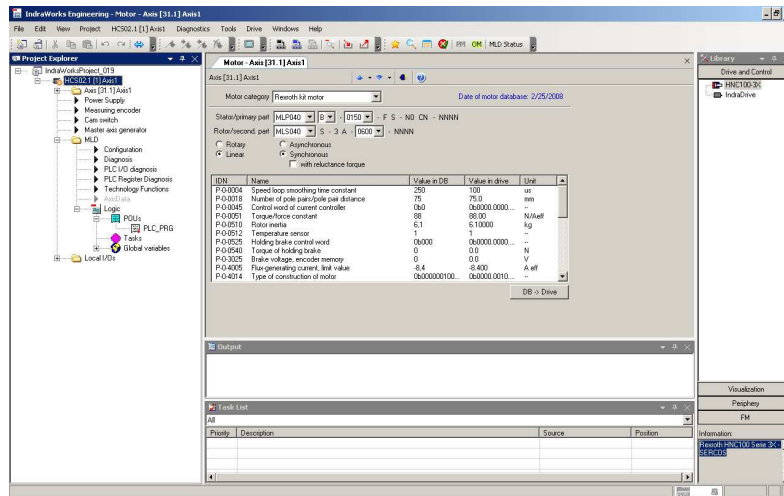 IndraWorks Engineering - Motor - Axis [31.1] Axis1
File Edit View Project HCS02.1 [1] Axis1 Diagnostics Tools Drive Windows Help
PM OM MLD Status
Project Explorer
IndraWorksProject_019
HCS02.1 [1] Axis1
Axis [31.1] Axis1
Power Supply
Measuring encoder
Cam switch
Master axis generator
MLD
Configuration
Diagnosis
PLC I/O diagnosis
PLC Register Diagnosis
Technology Functions
AxisData
Logic
POUs
PLC_PRG
Tasks
Global variables
Local I/Os
Motor - Axis [31.1] Axis1
Axis [31.1] Axis1
Motor category Rexroth kit motor Date of motor database: 2/25/2008
Stator/primary part MLP040 B - 0150 - F S - N0 CN - NNNN
Rotor/second. part MLS040 S - 3 A - 0600 - NNNN
Rotary Asynchronous
Linear Synchronous
with reluctance torque
IDN Name Value in DB Value in drive Unit
P-0-0004 Speed loop smoothing time constant 250 100 us
P-0-0018 Number of pole pairs/pole pair distance 75 75.0 mm
P-0-0045 Control word of current controller 0b0 0b0000.0000.... --
P-0-0051 Torque/force constant 88 88.00 N/Aeff
P-0-0510 Rotor inertia 6,1 6.10000 kg
P-0-0512 Temperature sensor 1 1 --
P-0-0525 Holding brake control word 0b000 0b0000.0000.... --
P-0-0540 Torque of holding brake 0 0.0 N
P-0-3025 Brake voltage, encoder memory 0 0.0 V
P-0-4005 Flux-generating current, limit value -8,4 -8.400 A eff
P-0-4014 Type of construction of motor 0b000000100... 0b0000.0010.... --
DB -> Drive
Output
Task List
All
Priority Description Source Position
Library
Drive and Control
HNC100-3X
IndraDrive
Visualization
Periphery
FM
Information:
Rexroth HNC100 Serie 3X -
SERCOS